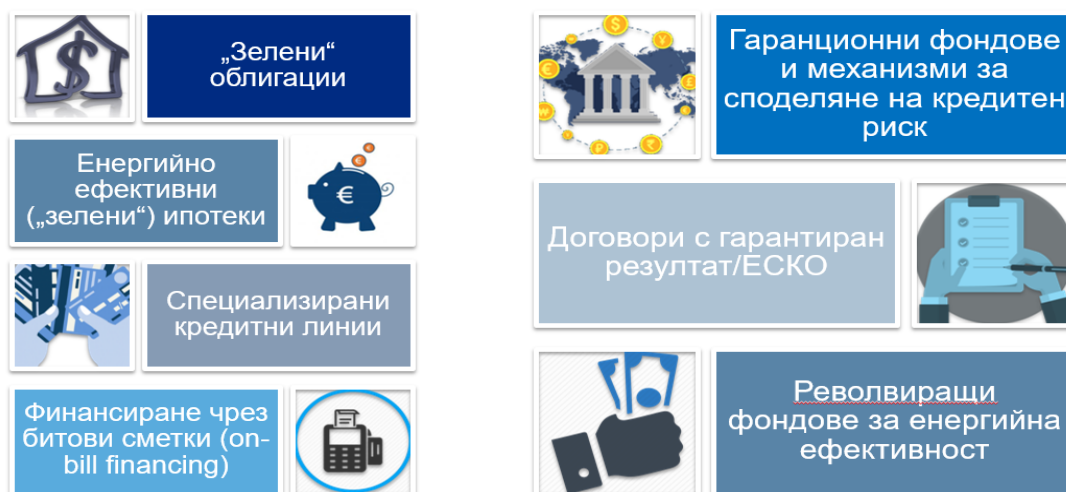 „Зелени“
облигации
Енергийно
ефективни
(„зелени“) ипотеки
Специализирани
кредитни линии
Финансиране чрез
битови сметки (on-
bill financing)
Гаранционни фондове
и механизми за
споделяне на кредитен
риск
Договори с гарантиран
резултат/ЕСКО
Револвиращи
фондове за енергийна
ефективност